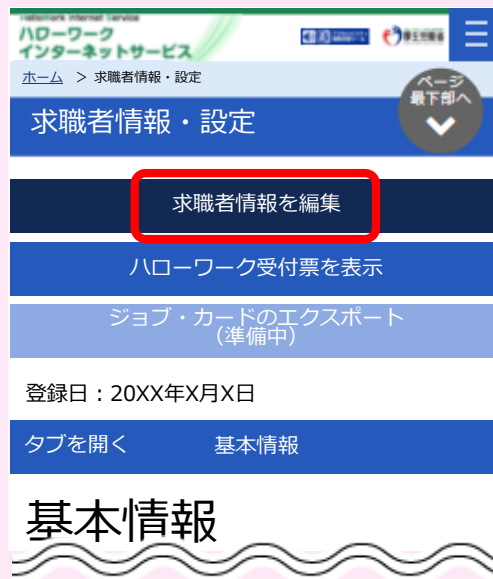 HelloWork Internet Service
ハローワーク
インターネットサービス
ホーム ＞ 求職者情報・設定
ページ
最下部へ
求職者情報・設定
求職者情報を編集
ハローワーク受付票を表示
ジョブ・カードのエクスポート
（準備中）
登録日：20XX年X月X日
タブを開く 基本情報
基本情報